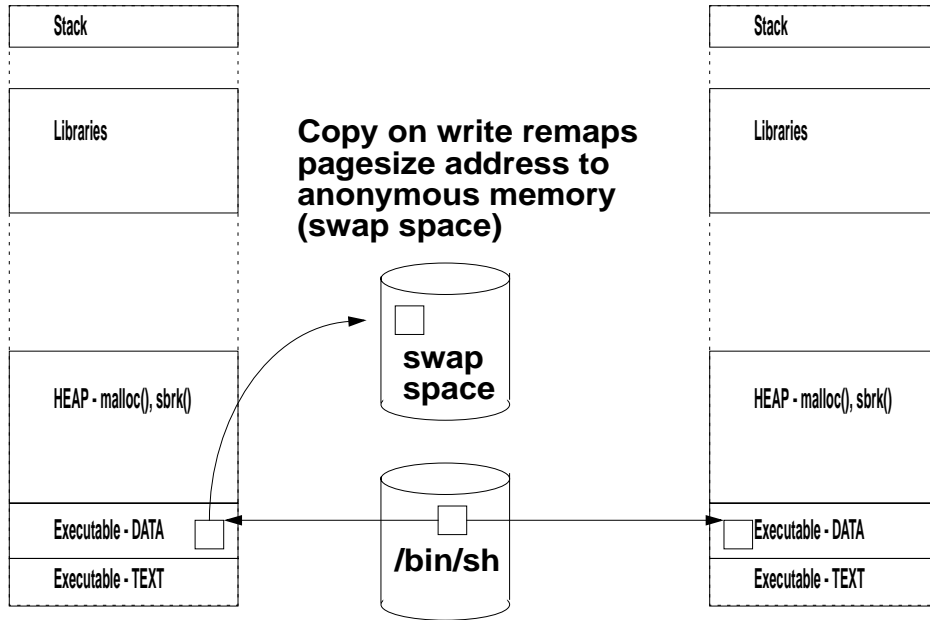 Stack
Libraries
HEAP - malloc(), sbrk()
Executable - DATA
Executable - TEXT
Copy on write remaps
pagesize address to
anonymous memory
(swap space)
swap
space
/bin/sh
Stack
Libraries
HEAP - malloc(), sbrk()
Executable - DATA
Executable - TEXT